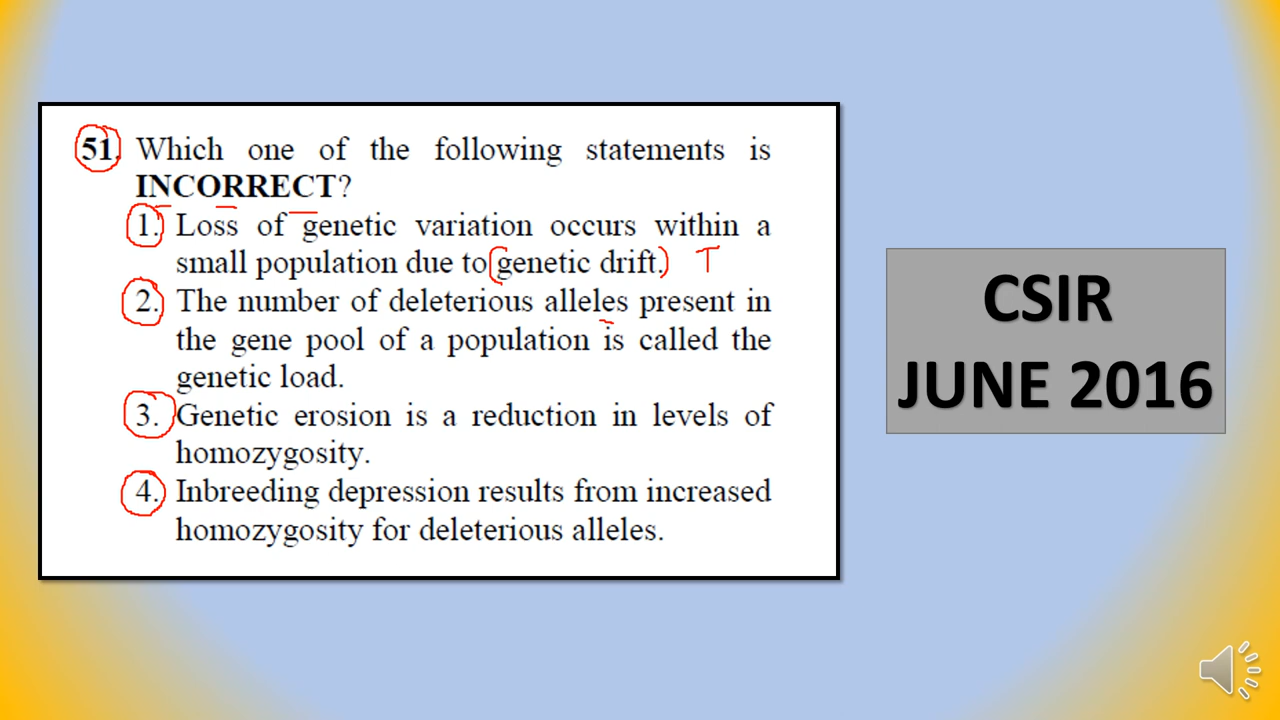 51. Which one of the following statements is
INCORRECT?
1. Loss of genetic variation occurs within a
small population due to (genetic drift.) T
2. The number of deleterious alleles present in
the gene pool of a population is called the
genetic load.
3. Genetic erosion is a reduction in levels of
homozygosity.
4. Inbreeding depression results from increased
homozygosity for deleterious alleles.
CSIR
JUNE 2016